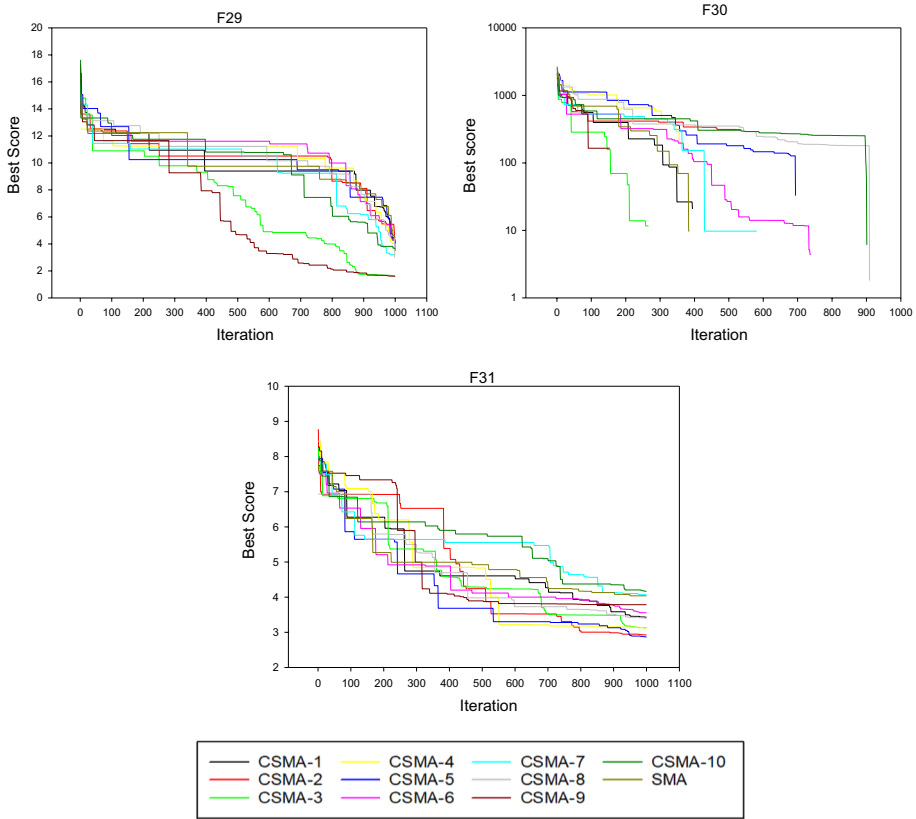 F29
20
18
16
14
12
10
8
6
4
2
0
Best Score
0 100 200 300 400 500 600 700 800 900 1000 1100
Iteration
F30
10000
1000
100
10
1
Best score
0 100 200 300 400 500 600 700 800 900 1000
Iteration
F31
10
9
8
7
6
5
4
3
2
Best Score
0 100 200 300 400 500 600 700 800 900 1000 1100
Iteration
CSMA-1 CSMA-4 CSMA-7 CSMA-10
CSMA-2 CSMA-5 CSMA-8 SMA
CSMA-3 CSMA-6 CSMA-9